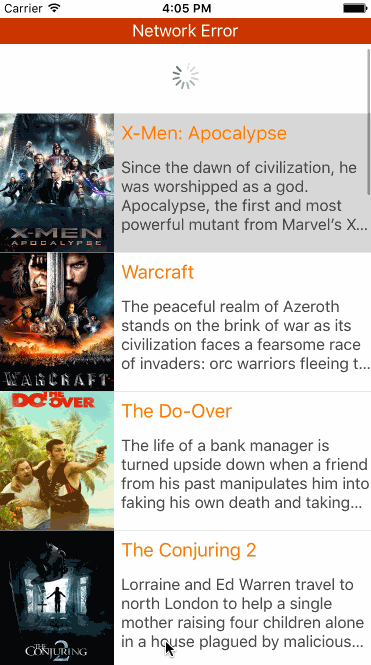 Carrier 4:05 PM
Network Error
X-MEN
APOCALYPSE
X-Men: Apocalypse
Since the dawn of civilization, he
was worshipped as a god.
Apocalypse, the first and most
powerful mutant from Marvel's X...
WARCRAFT
Warcraft
The peaceful realm of Azeroth
stands on the brink of war as its
civilization faces a fearsome race
of invaders: orc warriors fleeing t...
THE
DO-OVER
The Do-Over
The life of a bank manager is
turned upside down when a friend
from his past manipulates him into
faking his own death and taking...
THE
CONJURING
2
The Conjuring 2
Lorraine and Ed Warren travel to
north London to help a single
mother raising four children alone
in a house plagued by malicious...